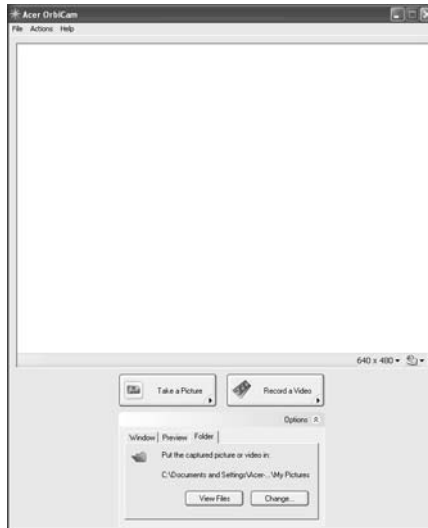 Acer OrbiCam
File Actions Help
640 x 480
Take a Picture Record a Video
Options
Window Preview Folder
Put the captured picture or video in:
C:\Documents and Settings\Acer-...\My Pictures
View Files Change...